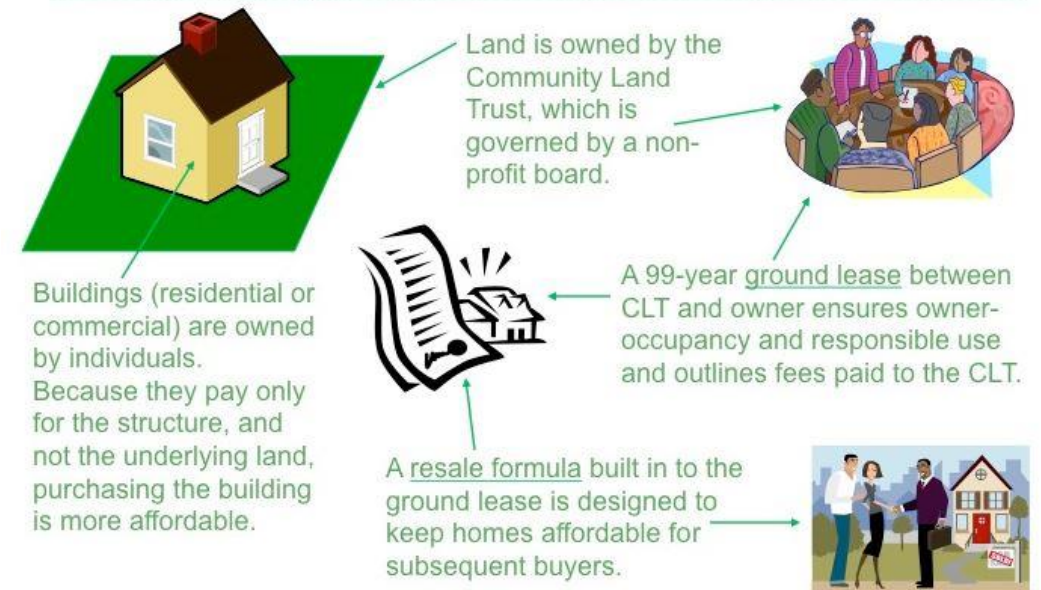 Land is owned by the
Community Land
Trust, which is
governed by a non-
profit board.
Buildings (residential or
commercial) are owned
by individuals.
Because they pay only
for the structure, and
not the underlying land,
purchasing the building
is more affordable.
A 99-year ground lease between
CLT and owner ensures owner-
occupancy and responsible use
and outlines fees paid to the CLT.
A resale formula built in to the
ground lease is designed to
keep homes affordable for
subsequent buyers.
SOLD!